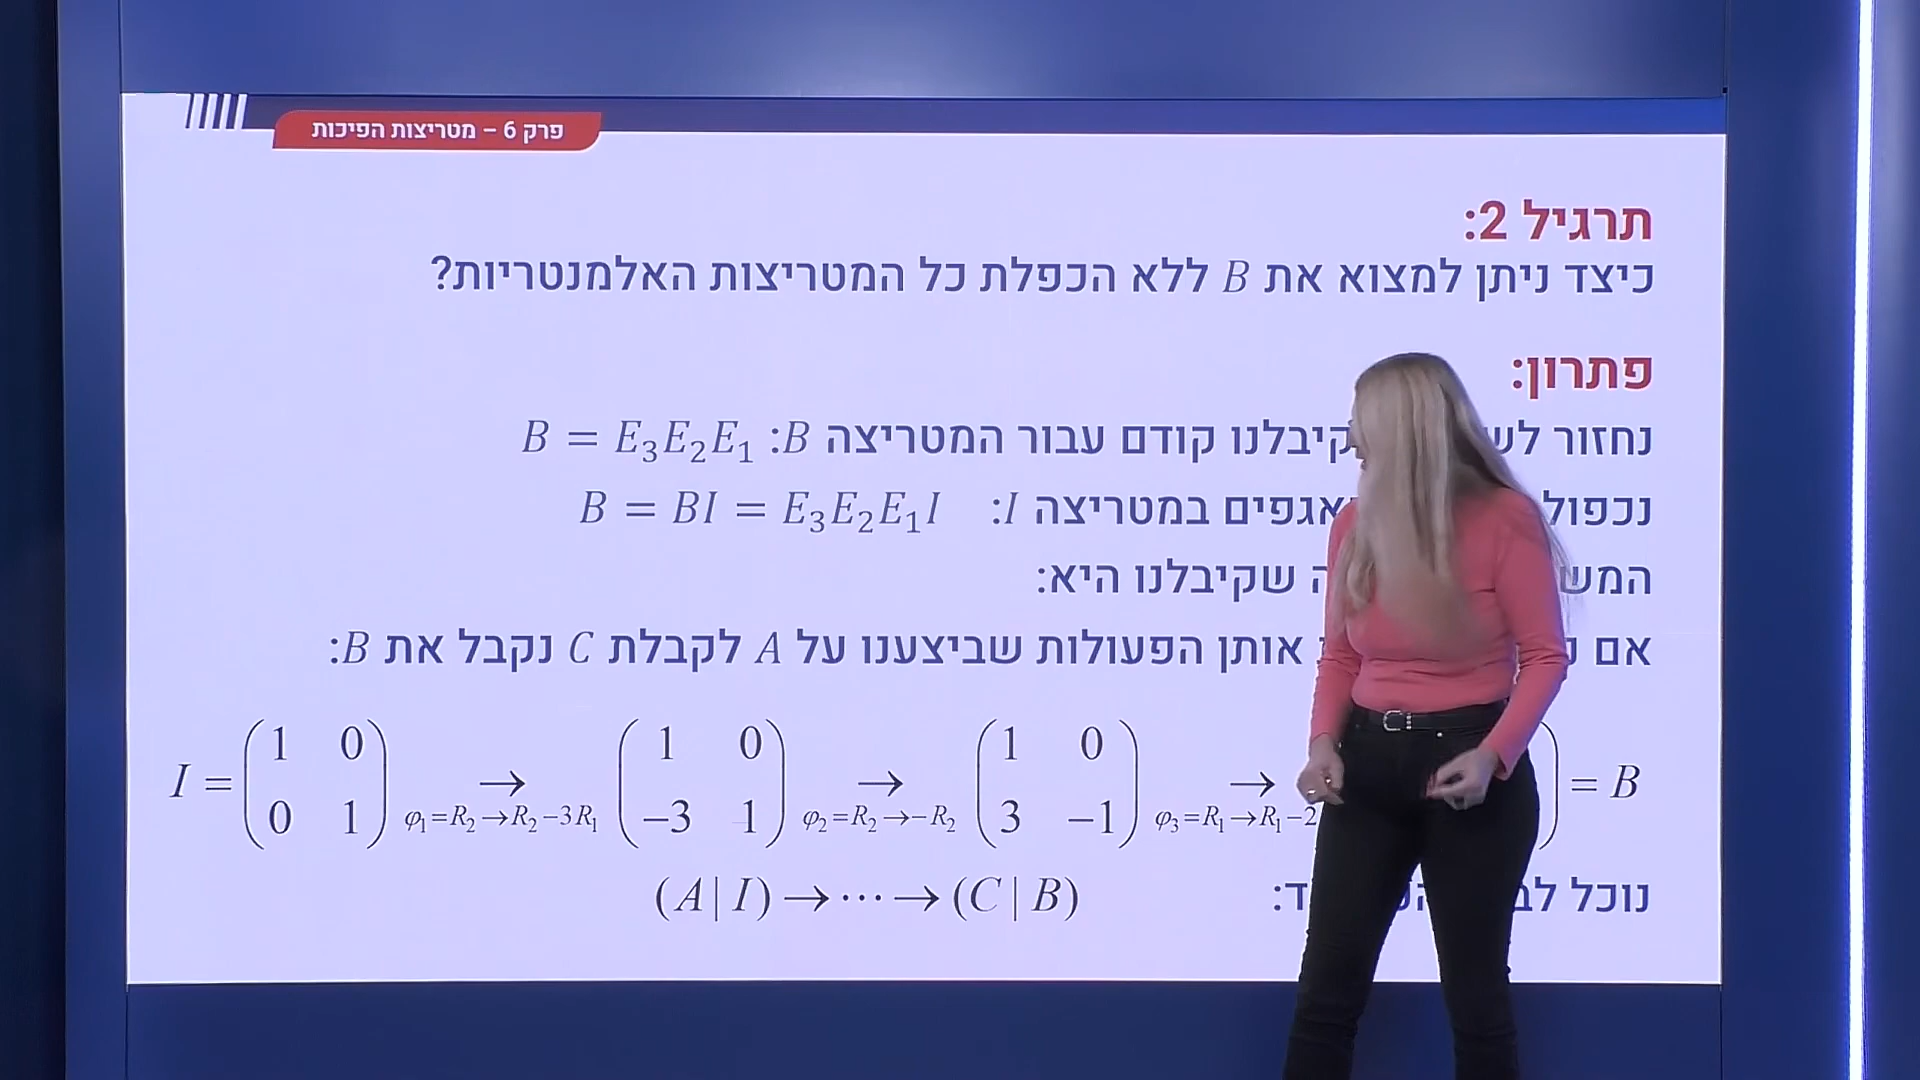 פרק 6 – מטריצות הפיכות
תרגיל 2:
כיצד ניתן למצוא את B ללא הכפלת כל המטריצות האלמנטריות?
פתרון:
נחזור קיבלנו קודם עבור המטריצה B: B = E₃E₂E₁
נכפול במטריצה I: B = BI = E₃E₂E₁I
שקיבלנו היא:
אם אותן הפעולות שביצענו על A לקבלת C נקבל את B:
I = (1 0; 0 1) → φ₁=R₂→R₂−3R₁ (1 0; −3 1) → φ₂=R₂→−R₂ (1 0; 3 −1) → φ₃=R₁→R₁−2 ) = B
נוכל (A | I) → ⋯ → (C | B)